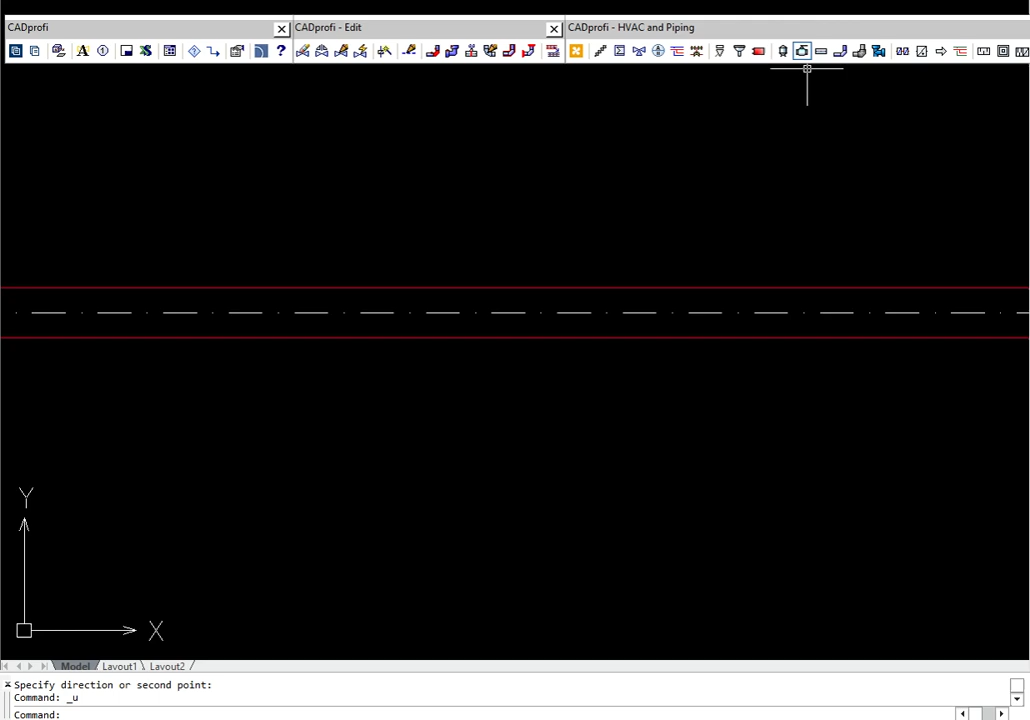 CADprofi
CADprofi - Edit
CADprofi - HVAC and Piping
Y
X
Model
Layout1
Layout2
Specify direction or second point:
Command: _u
Command: